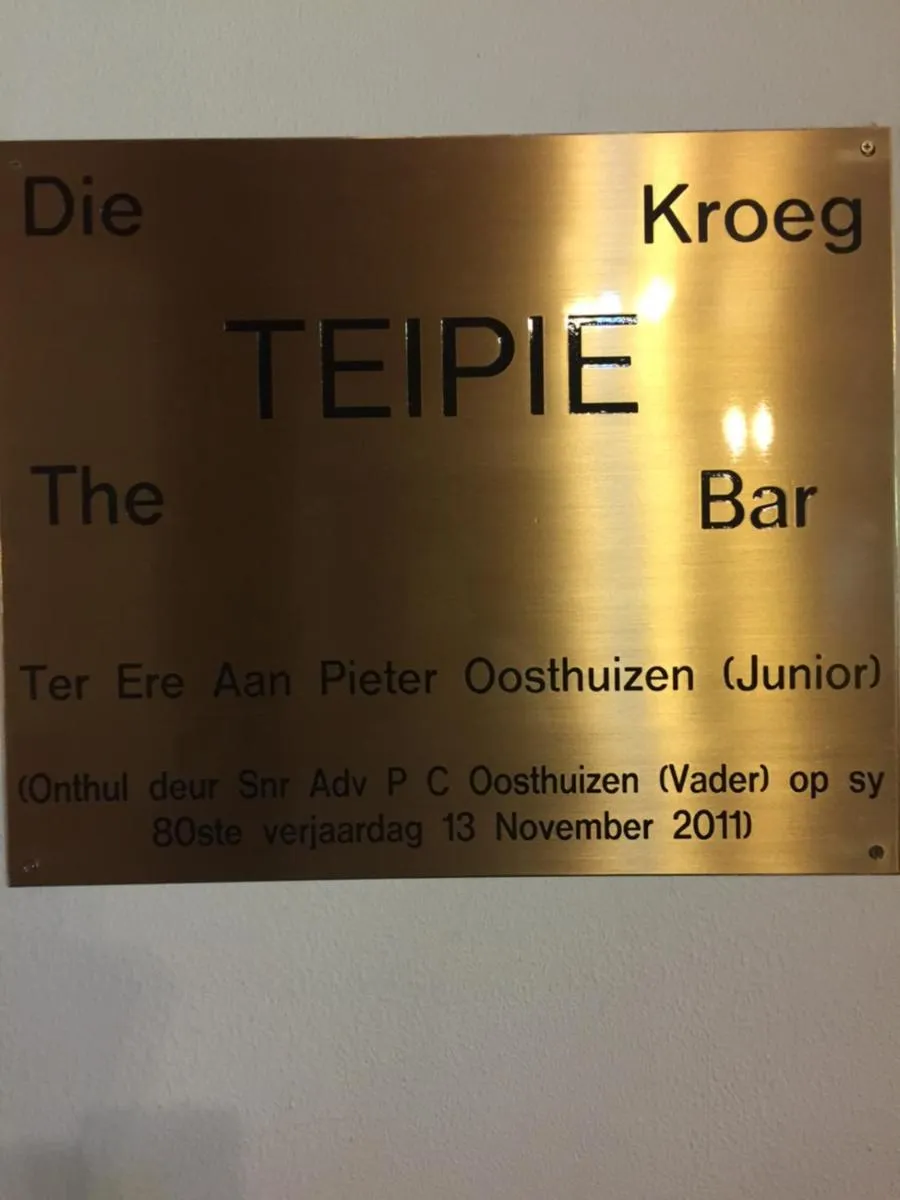 Die Kroeg
TEIPIE
The Bar
Ter Ere Aan Pieter Oosthuizen (Junior)
(Onthul deur Snr Adv P C Oosthuizen (Vader) op sy
80ste verjaardag 13 November 2011)